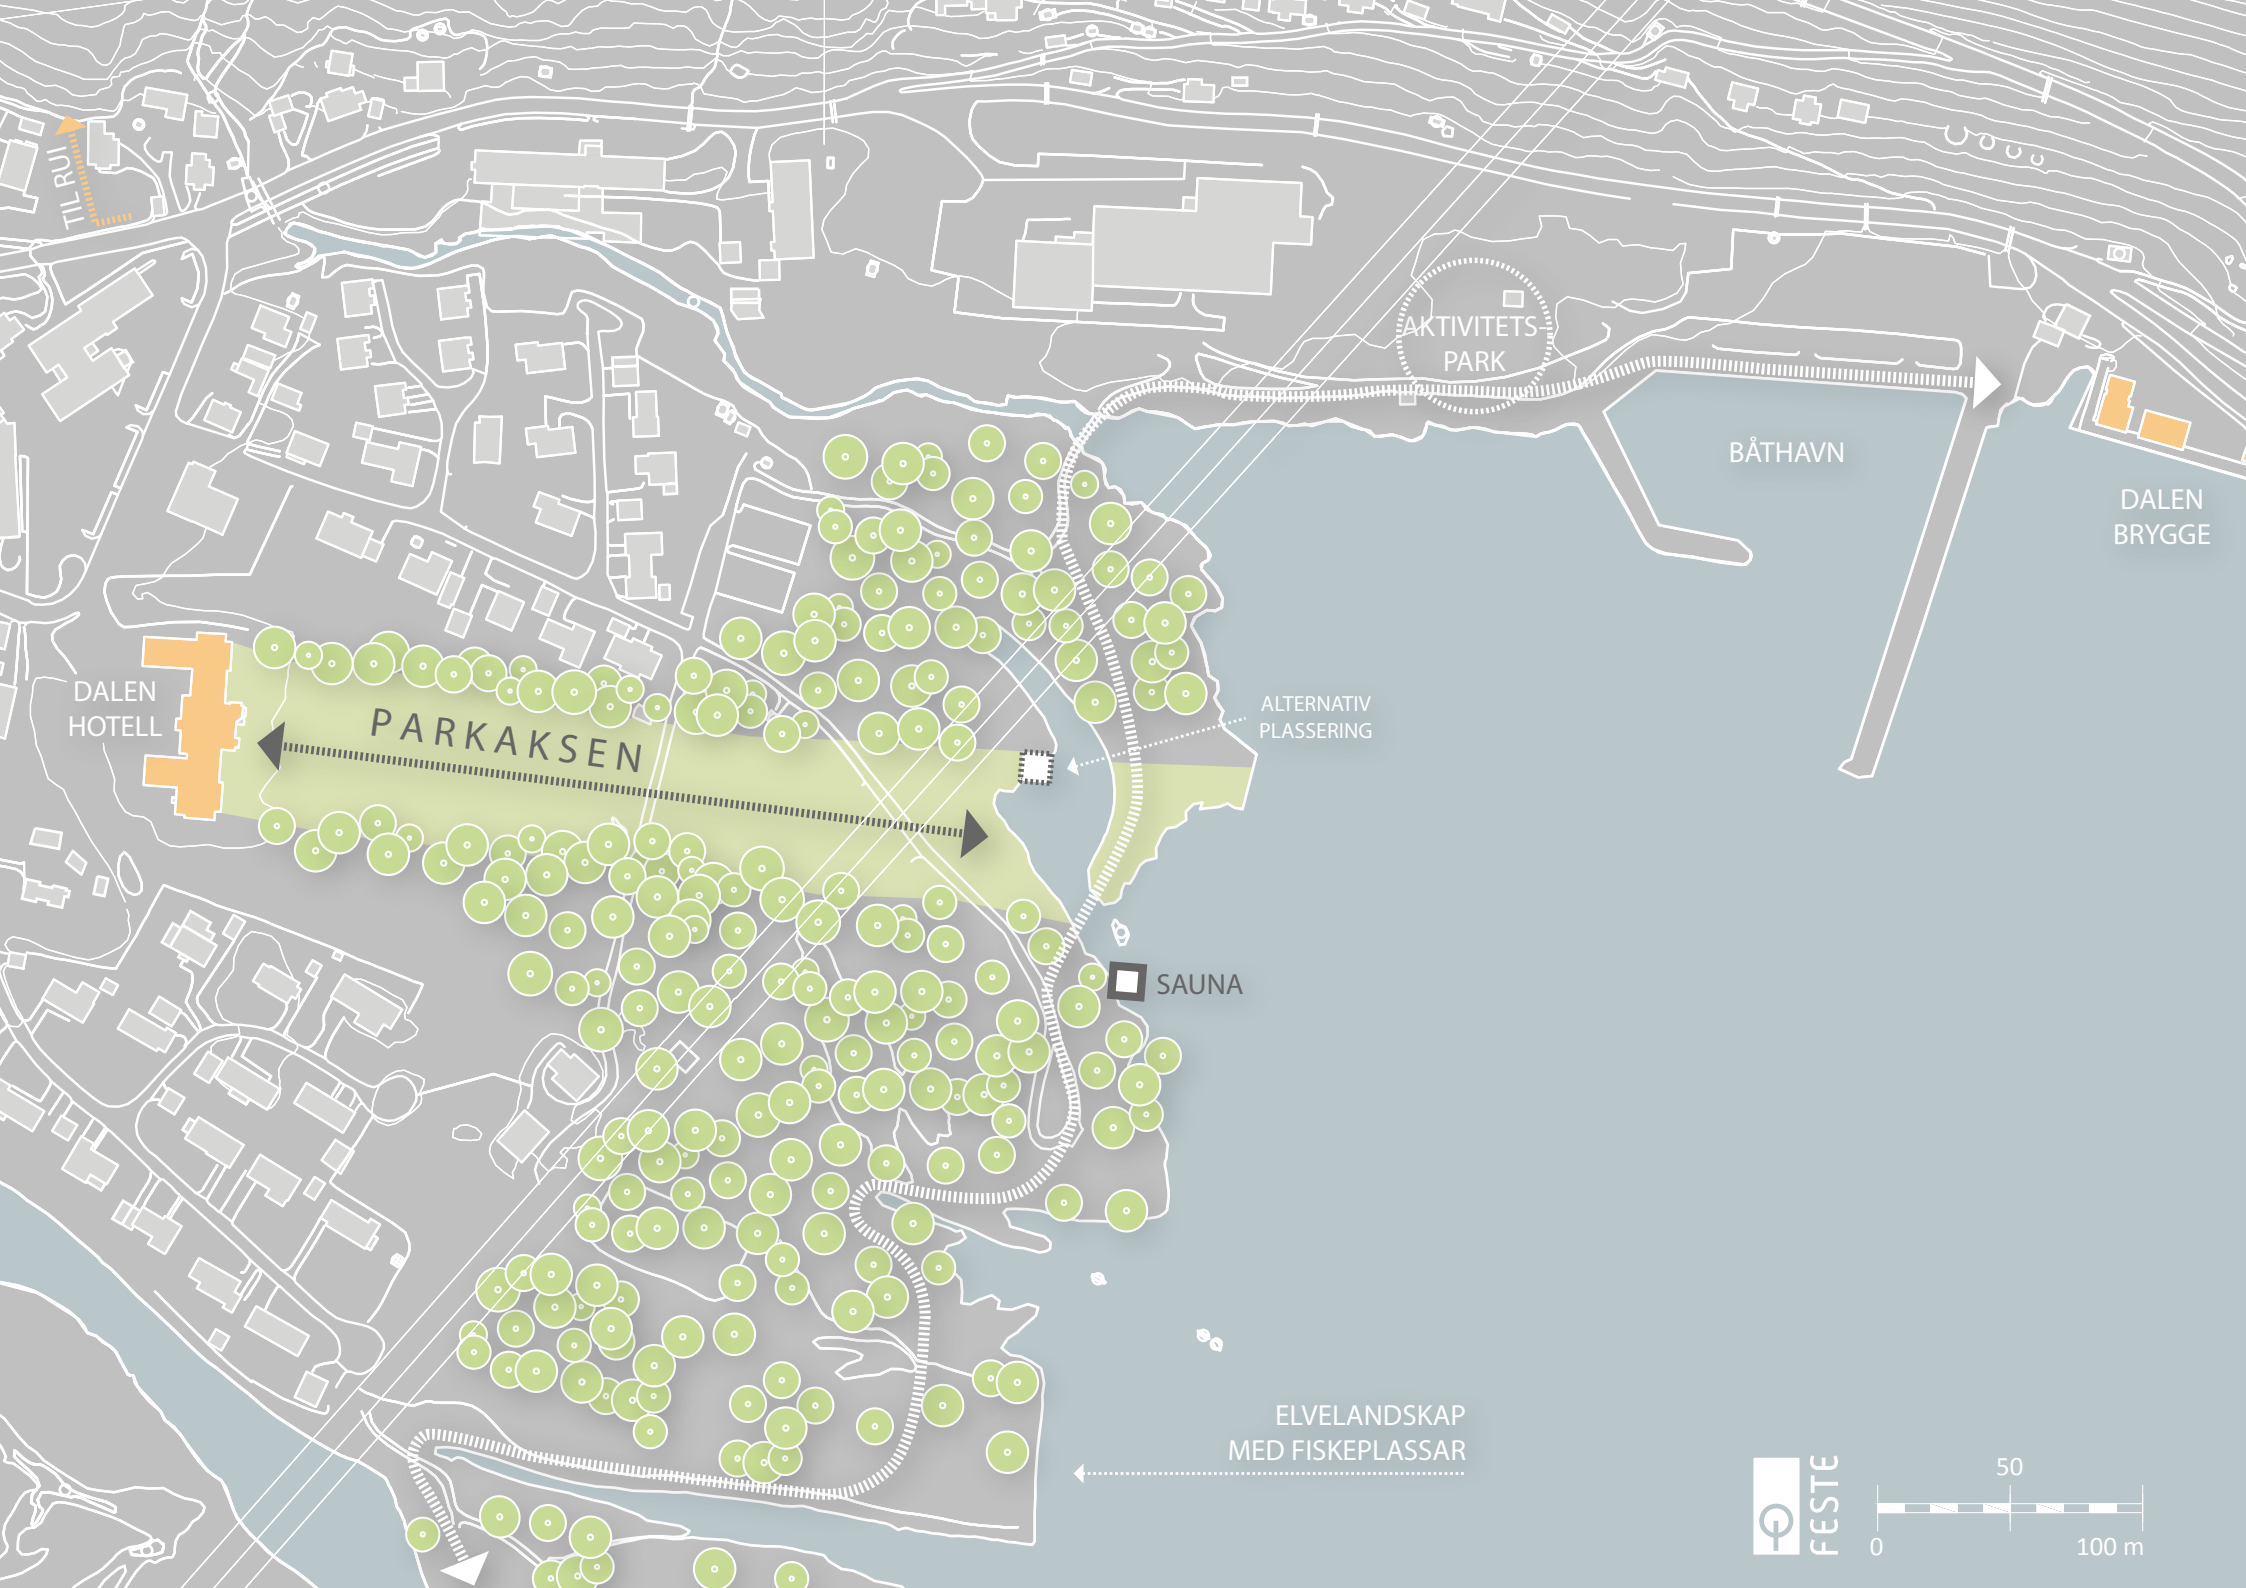 TIL RUI
AKTIVITETS-
PARK
BÅTHAVN
DALEN
BRYGGE
DALEN
HOTELL
PARKAKSEN
ALTERNATIV
PLASSERING
SAUNA
ELVELANDSKAP
MED FISKEPLASSAR
FESTE
50
0
100 m